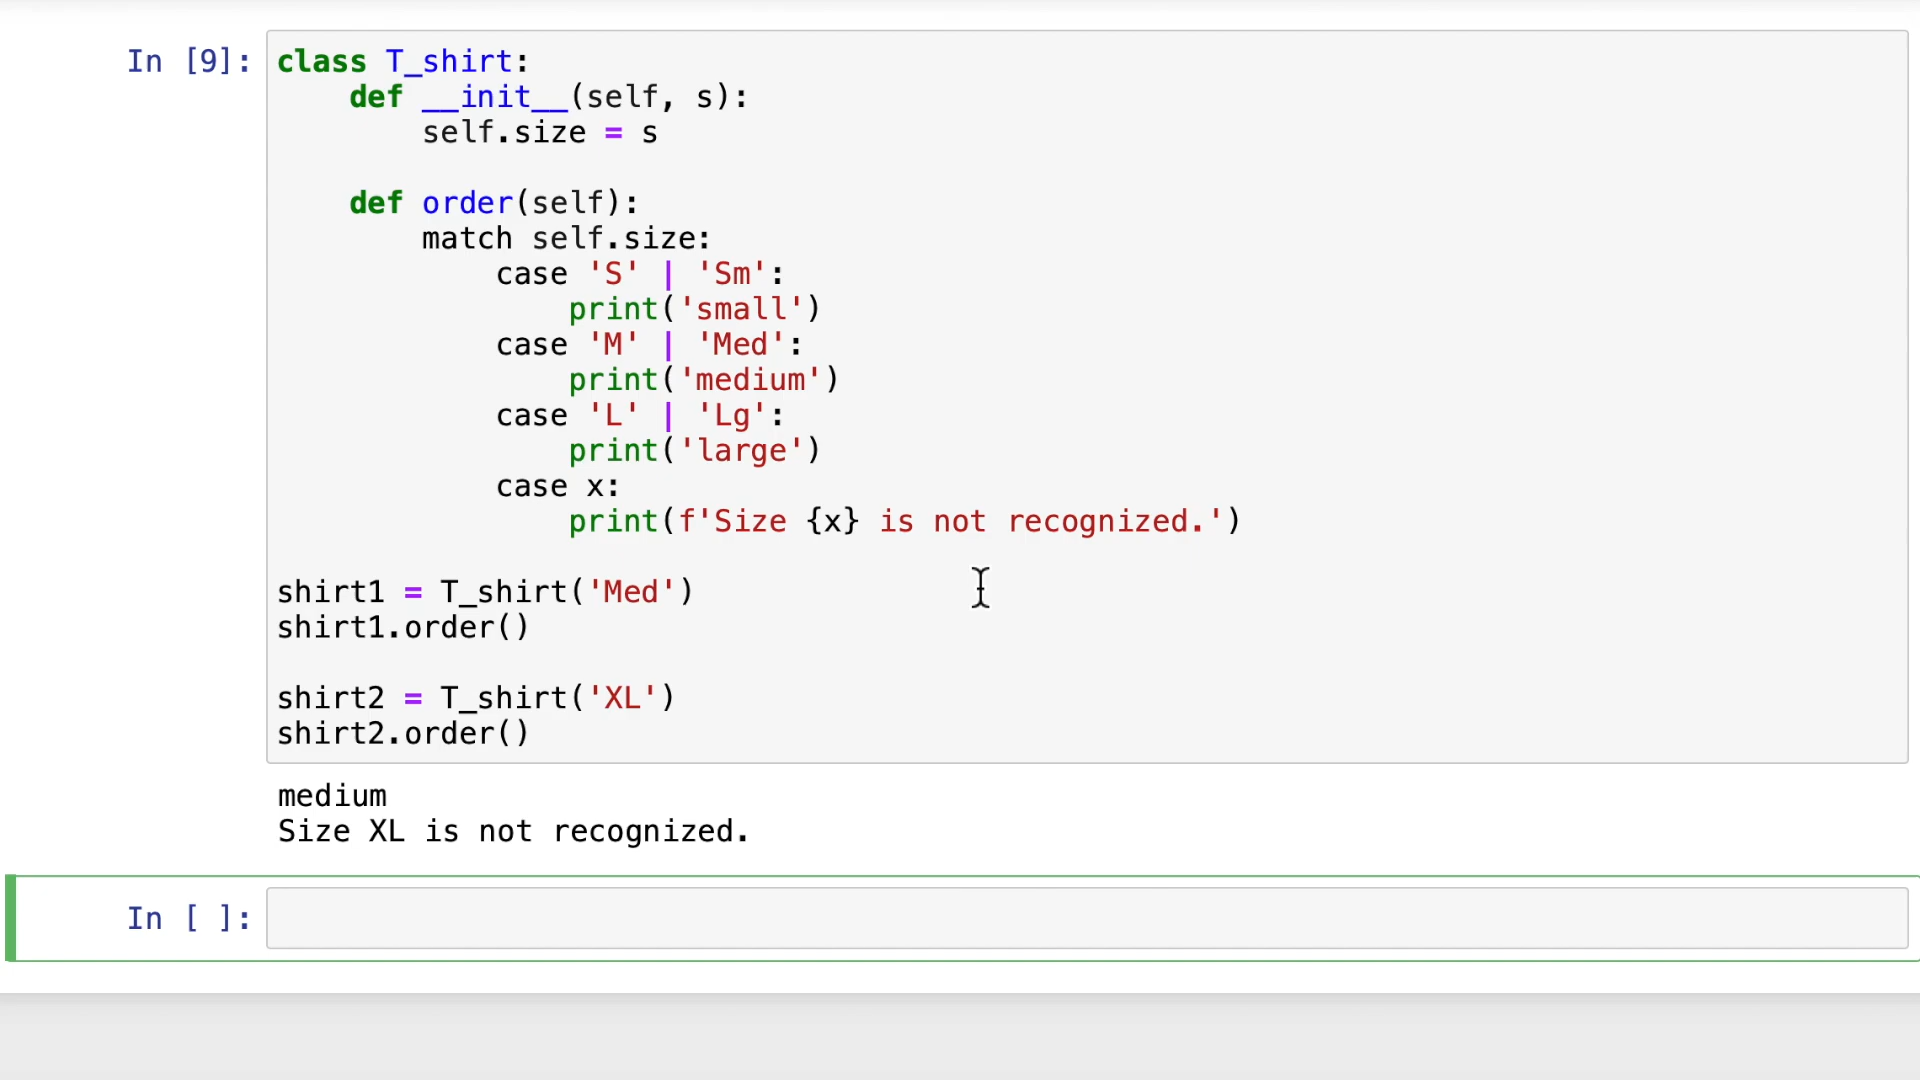 In [9]:
class T_shirt:
    def __init__(self, s):
        self.size = s
    def order(self):
        match self.size:
            case 'S' | 'Sm':
                print('small')
            case 'M' | 'Med':
                print('medium')
            case 'L' | 'Lg':
                print('large')
            case x:
                print(f'Size {x} is not recognized.')
shirt1 = T_shirt('Med')
shirt1.order()
shirt2 = T_shirt('XL')
shirt2.order()
medium
Size XL is not recognized.
In [ ]: